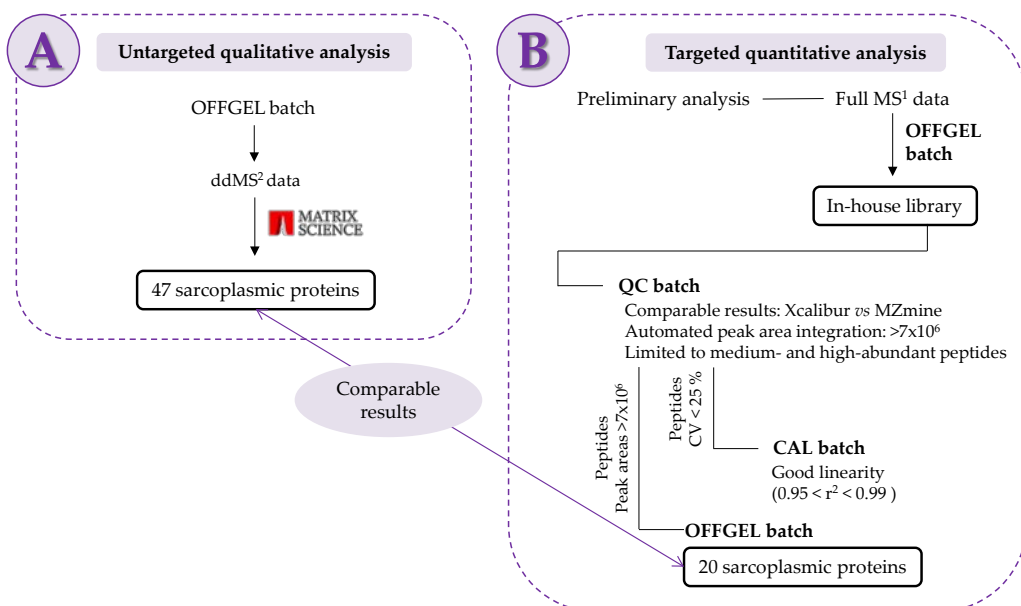 A
Untargeted qualitative analysis
OFFGEL batch
ddMS² data
MATRIX
SCIENCE
47 sarcoplasmic proteins
Comparable
results
B
Targeted quantitative analysis
Preliminary analysis
Full MS¹ data
OFFGEL
batch
In-house library
QC batch
Comparable results: Xcalibur vs MZmine
Automated peak area integration: >7x10⁶
Limited to medium- and high-abundant peptides
Peptides
Peak areas >7x10⁶
Peptides
CV < 25 %
CAL batch
Good linearity
(0.95 < r² < 0.99 )
OFFGEL batch
20 sarcoplasmic proteins